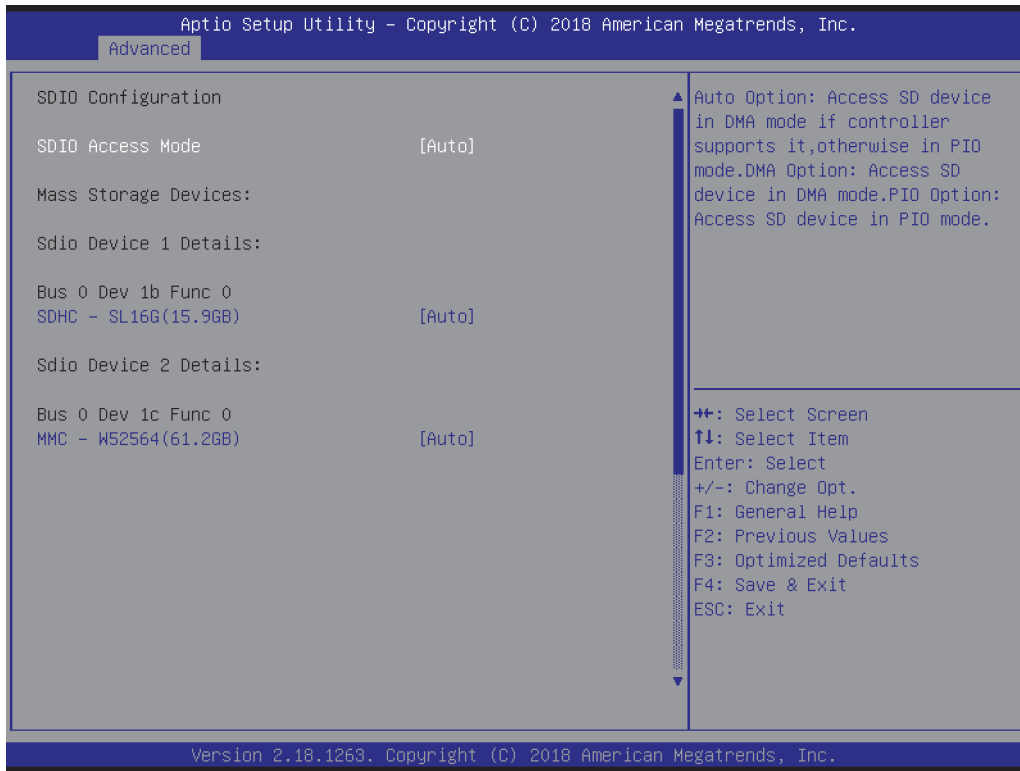 Aptio Setup Utility – Copyright (C) 2018 American Megatrends, Inc.
Advanced
SDIO Configuration
SDIO Access Mode [Auto]
Mass Storage Devices:
Sdio Device 1 Details:
Bus 0 Dev 1b Func 0
SDHC - SL16G(15.9GB) [Auto]
Sdio Device 2 Details:
Bus 0 Dev 1c Func 0
MMC - W52564(61.2GB) [Auto]
Auto Option: Access SD device
in DMA mode if controller
supports it,otherwise in PIO
mode.DMA Option: Access SD
device in DMA mode.PIO Option:
Access SD device in PIO mode.
→←: Select Screen
↑↓: Select Item
Enter: Select
+/-: Change Opt.
F1: General Help
F2: Previous Values
F3: Optimized Defaults
F4: Save & Exit
ESC: Exit
Version 2.18.1263. Copyright (C) 2018 American Megatrends, Inc.